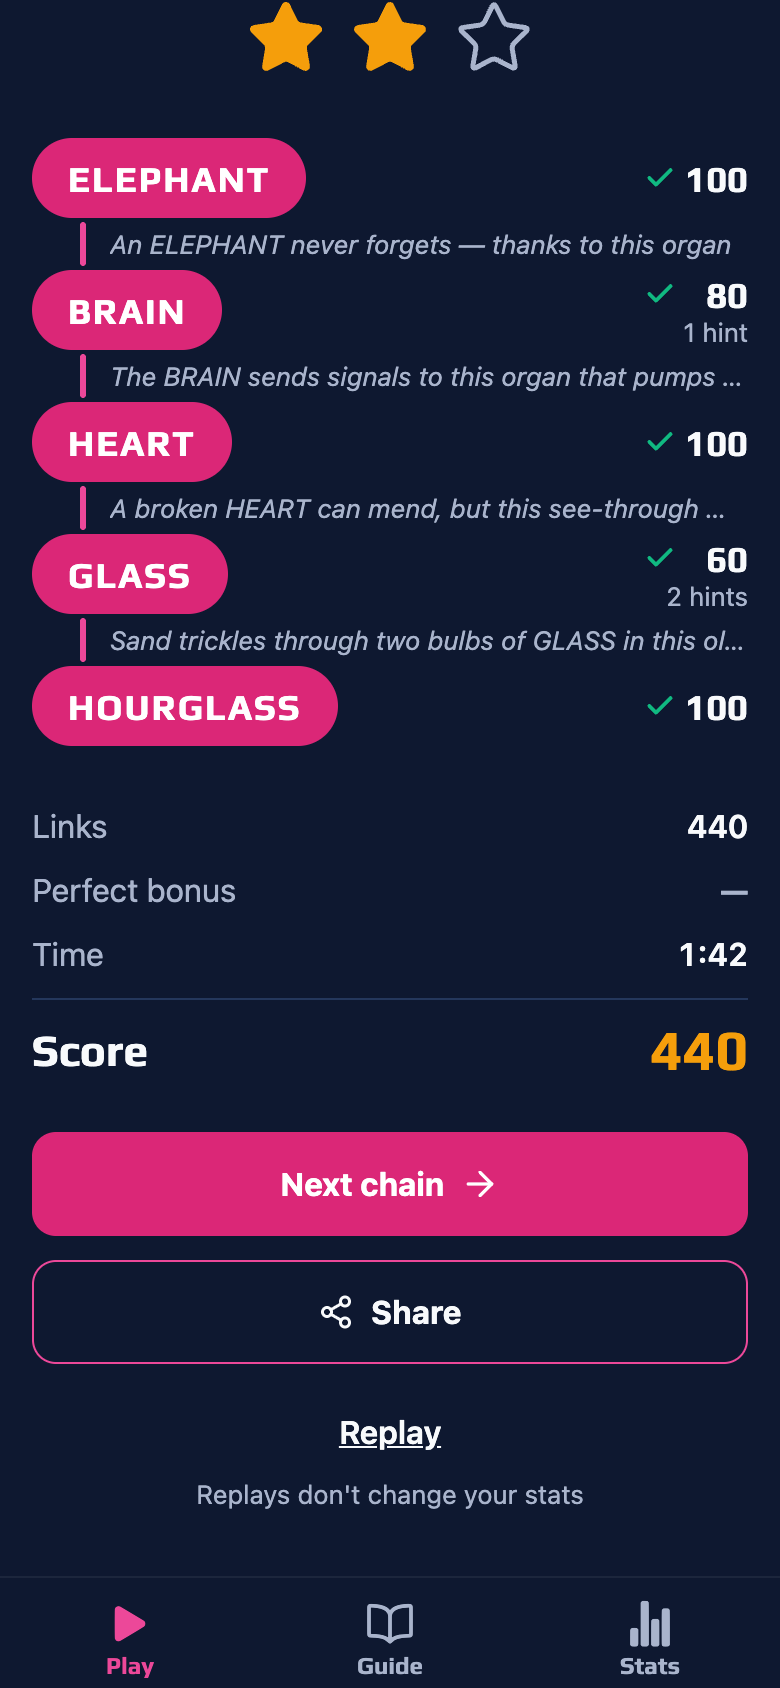 ELEPHANT
100
An ELEPHANT never forgets — thanks to this organ
BRAIN
80
1 hint
The BRAIN sends signals to this organ that pumps ...
HEART
100
A broken HEART can mend, but this see-through ...
GLASS
60
2 hints
Sand trickles through two bulbs of GLASS in this ol...
HOURGLASS
100
Links 440
Perfect bonus —
Time 1:42
Score 440
Next chain →
Share
Replay
Replays don't change your stats
Play Guide Stats